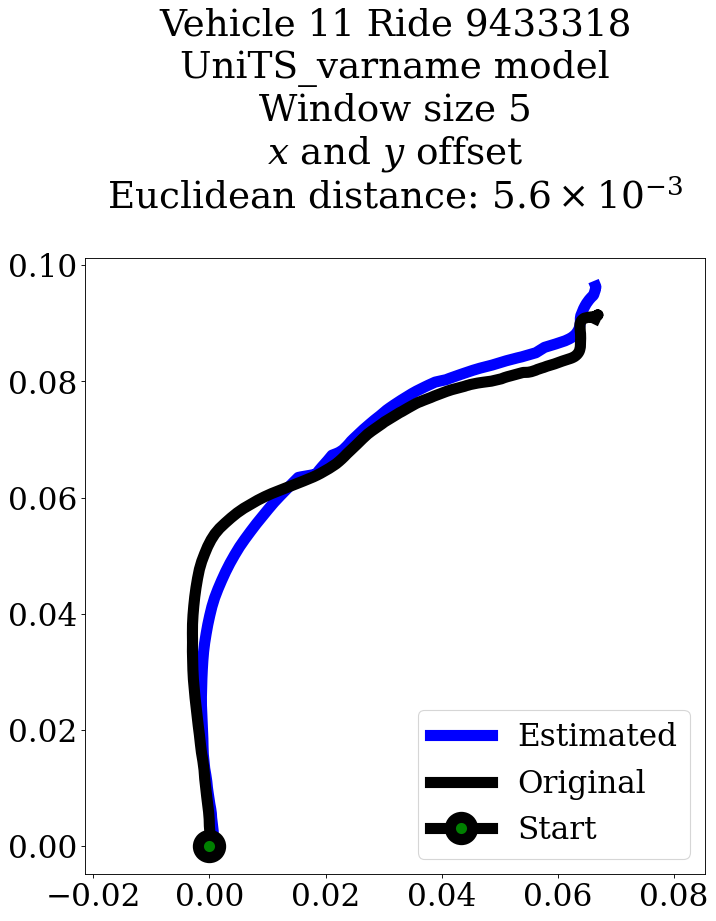 Vehicle 11 Ride 9433318
UniTS_varname model
Window size 5
x and y offset
Euclidean distance: 5.6 × 10⁻³
0.10
0.08
0.06
0.04
0.02
0.00
Estimated
Original
Start
−0.02 0.00 0.02 0.04 0.06 0.08